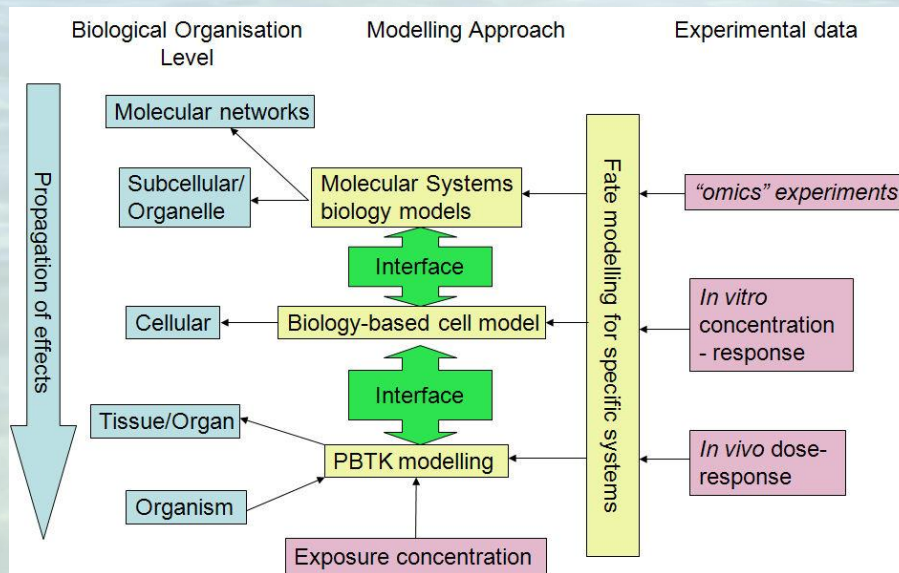 Biological Organisation
Level
Modelling Approach
Experimental data
Propagation of effects
Molecular networks
Subcellular/
Organelle
Molecular Systems
biology models
Fate modelling for specific systems
"omics" experiments
Interface
Cellular
Biology-based cell model
In vitro
concentration
- response
Interface
Tissue/Organ
PBTK modelling
In vivo dose-
response
Organism
Exposure concentration